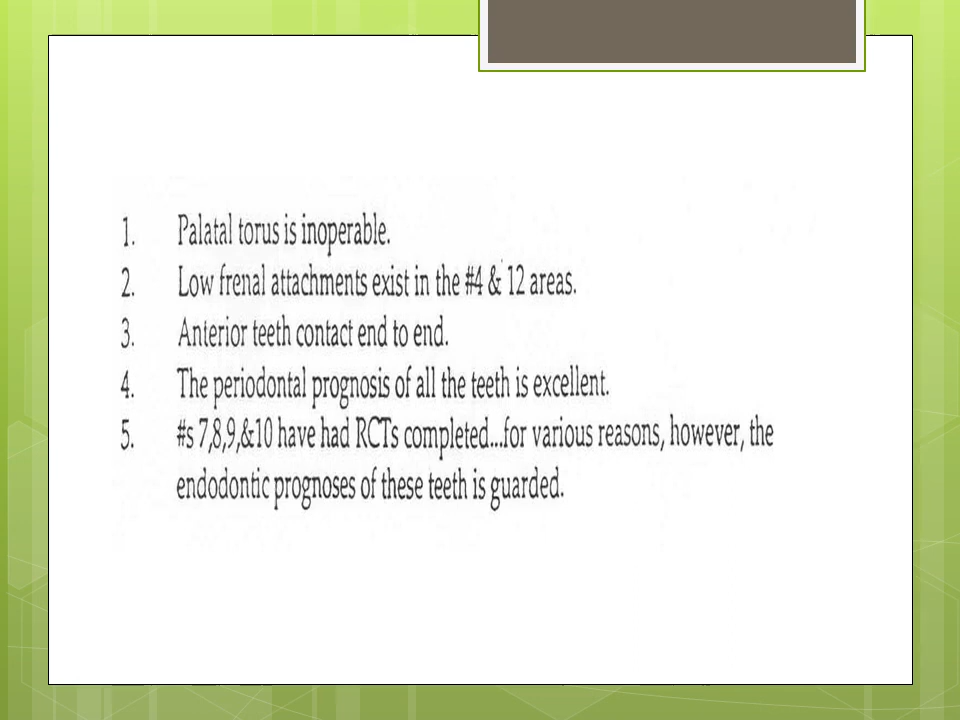 1. Palatal torus is inoperable.
2. Low frenal attachments exist in the #4 & 12 areas.
3. Anterior teeth contact end to end.
4. The periodontal prognosis of all the teeth is excellent.
5. #s 7,8,9,&10 have had RCTs completed...for various reasons, however, the
endodontic prognoses of these teeth is guarded.